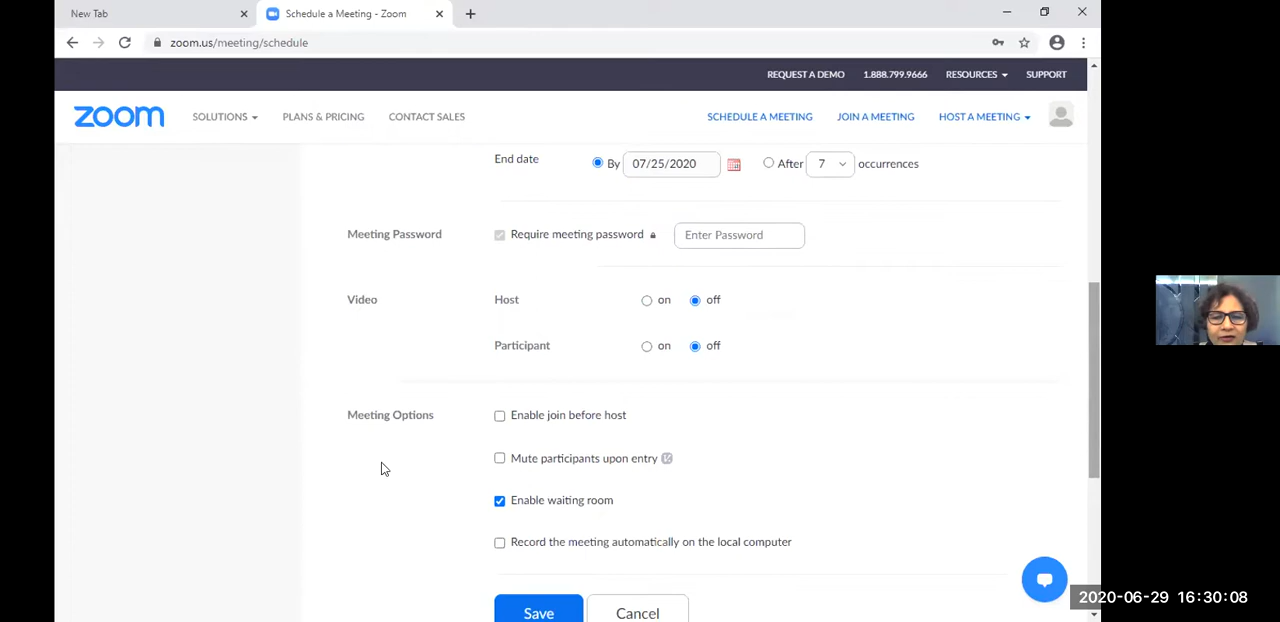 New Tab
Schedule a Meeting - Zoom
zoom.us/meeting/schedule
REQUEST A DEMO 1.888.799.9666 RESOURCES SUPPORT
zoom SOLUTIONS PLANS & PRICING CONTACT SALES SCHEDULE A MEETING JOIN A MEETING HOST A MEETING
End date By 07/25/2020 After 7 occurrences
Meeting Password Require meeting password Enter Password
Video Host on off
Participant on off
Meeting Options Enable join before host
Mute participants upon entry
Enable waiting room
Record the meeting automatically on the local computer
Save Cancel
2020-06-29 16:30:08